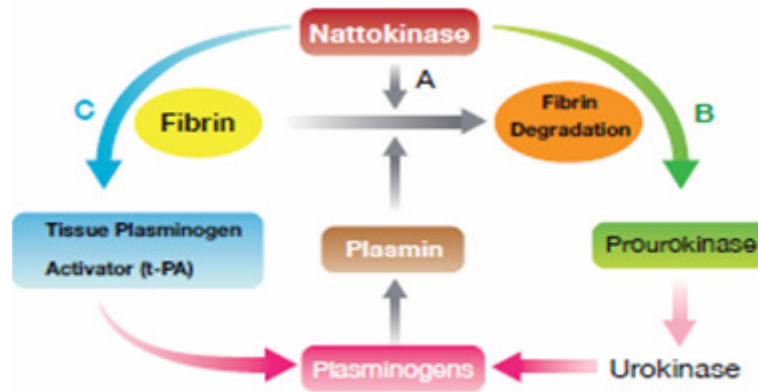 Nattokinase
A
C
Fibrin
Fibrin
Degradation
B
Tissue Plasminogen
Activator (t-PA)
Plasmin
Prourokinase
Plasminogens
Urokinase